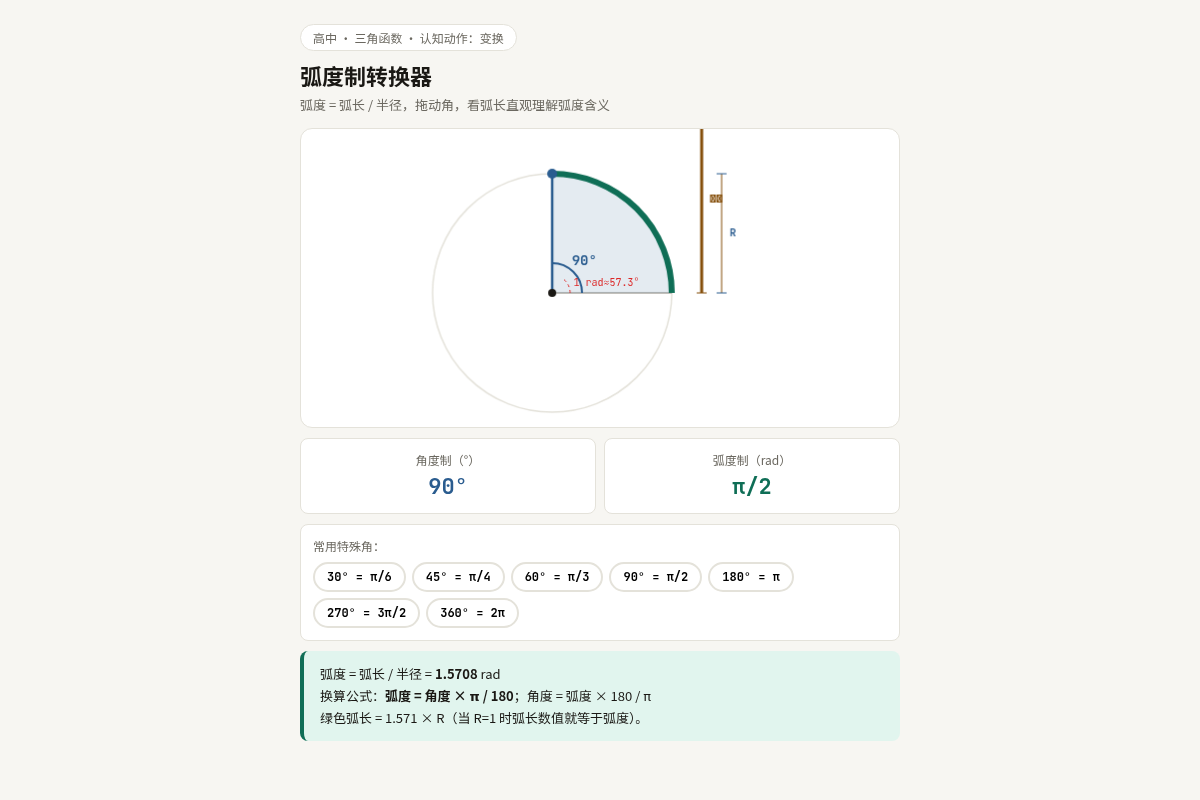 高中 · 三角函数 · 认知动作：变换
弧度制转换器
弧度 = 弧长 / 半径，拖动角，看弧长直观理解弧度含义
R
90°
1 rad≈57.3°
角度制（°）
弧度制（rad）
90°
π/2
常用特殊角：
30° = π/6
45° = π/4
60° = π/3
90° = π/2
180° = π
270° = 3π/2
360° = 2π
弧度 = 弧长 / 半径 = 1.5708 rad
换算公式：弧度 = 角度 × π / 180；角度 = 弧度 × 180 / π
绿色弧长 = 1.571 × R（当 R=1 时弧长数值就等于弧度）。